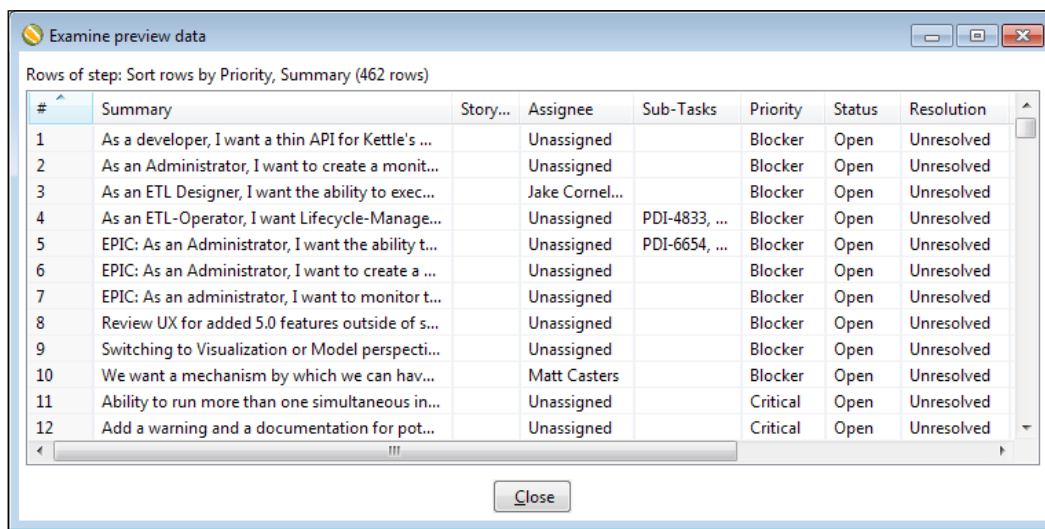 Examine preview data
Rows of step: Sort rows by Priority, Summary (462 rows)
# Summary Story... Assignee Sub-Tasks Priority Status Resolution
1 As a developer, I want a thin API for Kettle's ... Unassigned Blocker Open Unresolved
2 As an Administrator, I want to create a monit... Unassigned Blocker Open Unresolved
3 As an ETL Designer, I want the ability to exec... Jake Cornel... Blocker Open Unresolved
4 As an ETL-Operator, I want Lifecycle-Manage... Unassigned PDI-4833, ... Blocker Open Unresolved
5 EPIC: As an Administrator, I want the ability t... Unassigned PDI-6654, ... Blocker Open Unresolved
6 EPIC: As an Administrator, I want to create a ... Unassigned Blocker Open Unresolved
7 EPIC: As an administrator, I want to monitor t... Unassigned Blocker Open Unresolved
8 Review UX for added 5.0 features outside of s... Unassigned Blocker Open Unresolved
9 Switching to Visualization or Model perspecti... Unassigned Blocker Open Unresolved
10 We want a mechanism by which we can hav... Matt Casters Blocker Open Unresolved
11 Ability to run more than one simultaneous in... Unassigned Critical Open Unresolved
12 Add a warning and a documentation for pot... Unassigned Critical Open Unresolved
Close